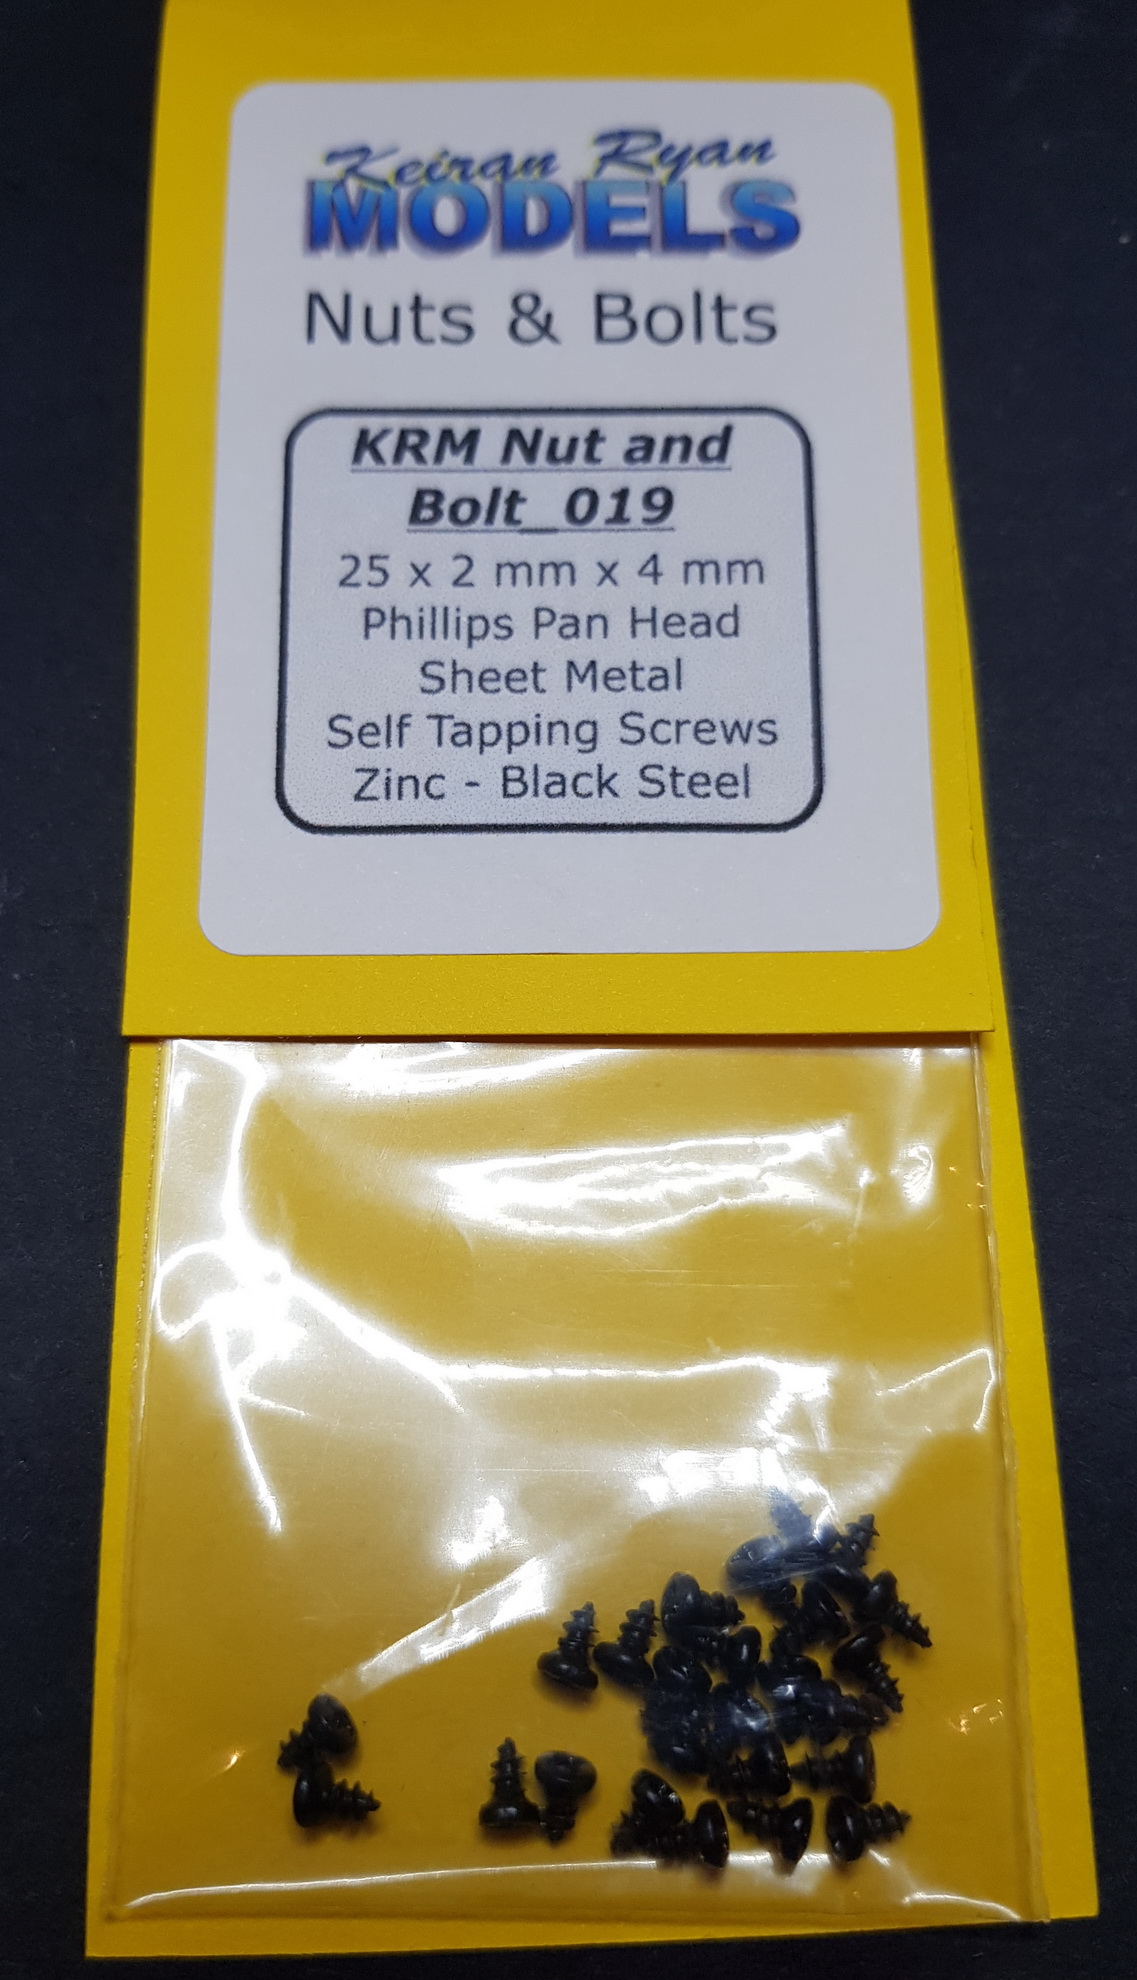 Keiran Ryan
MODELS
Nuts & Bolts
KRM Nut and
Bolt_019
25 x 2 mm x 4 mm
Phillips Pan Head
Sheet Metal
Self Tapping Screws
Zinc - Black Steel